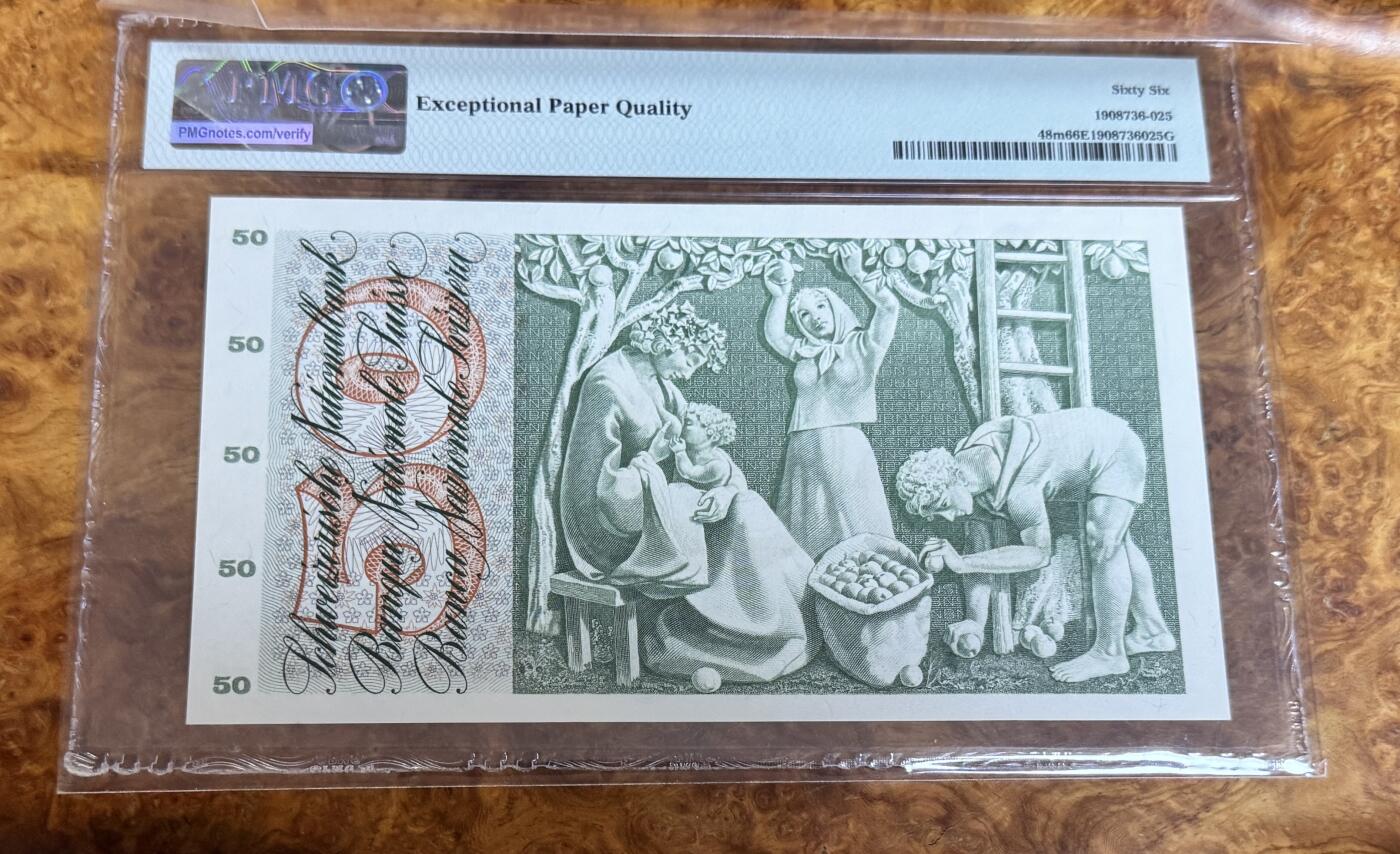 PMG
PMGnotes.com/verify
Exceptional Paper Quality
Sixty Six
1908736-025
48m66E1908736025G
50
50
50
50
50
50
Schweizerische Nationalbank
Banque Nationale Suisse
Banca Nazionale Svizzera